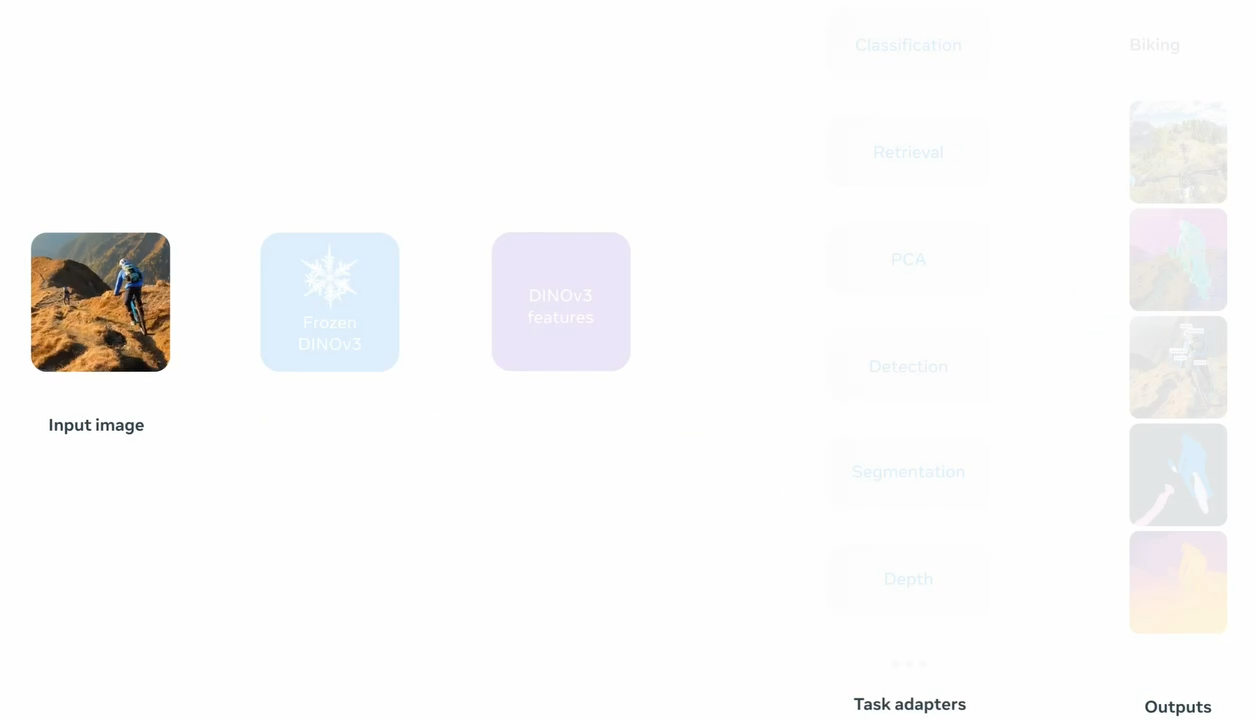 Input image
Frozen
DINOv3
DINOv3
features
Classification
Retrieval
PCA
Detection
Segmentation
Depth
Task adapters
Biking
Outputs